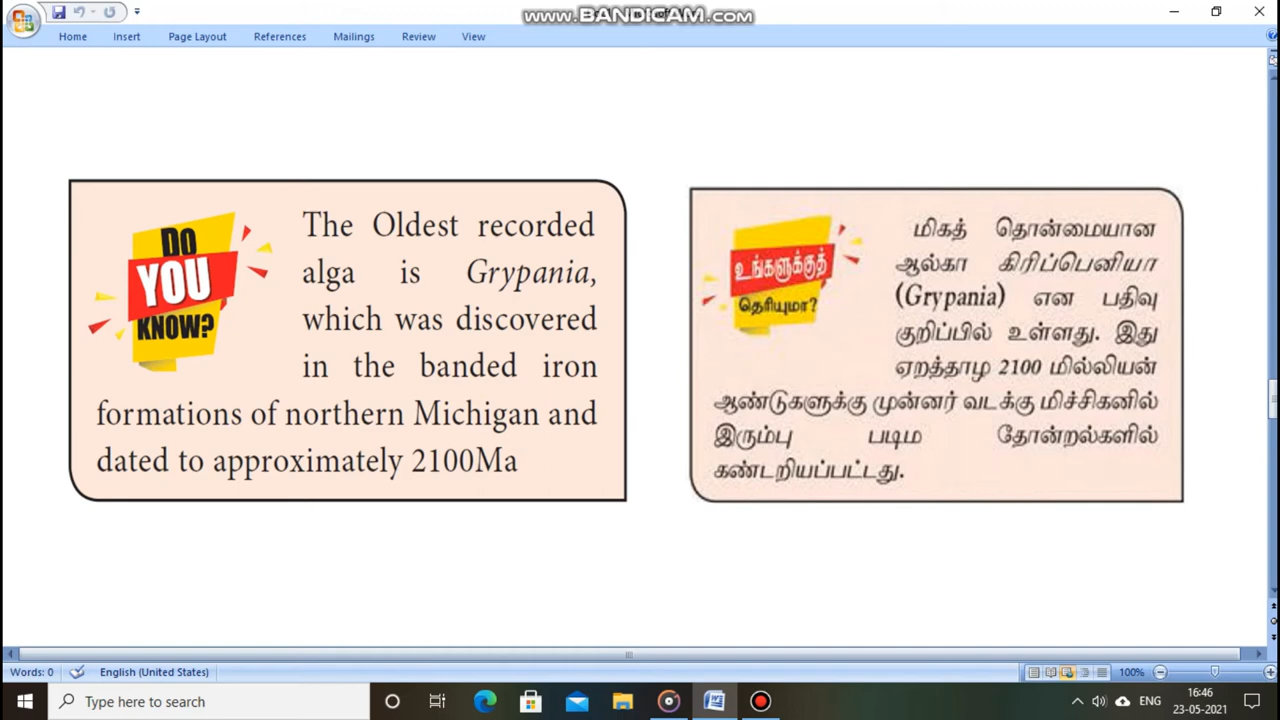 www.BANDICAM.com
Home Insert Page Layout References Mailings Review View
DO
YOU
KNOW?
The Oldest recorded
alga is Grypania,
which was discovered
in the banded iron
formations of northern Michigan and
dated to approximately 2100Ma
உங்களுக்குத்
தெரியுமா?
மிகத் தொன்மையான
ஆல்கா கிரிப்பெனியா
(Grypania) என பதிவு
குறிப்பில் உள்ளது. இது
ஏறத்தாழ 2100 மில்லியன்
ஆண்டுகளுக்கு முன்னர் வடக்கு மிச்சிகனில்
இரும்பு படிம தோன்றல்களில்
கண்டறியப்பட்டது.
Words: 0 English (United States) 100%
Type here to search ENG 16:46
23-05-2021